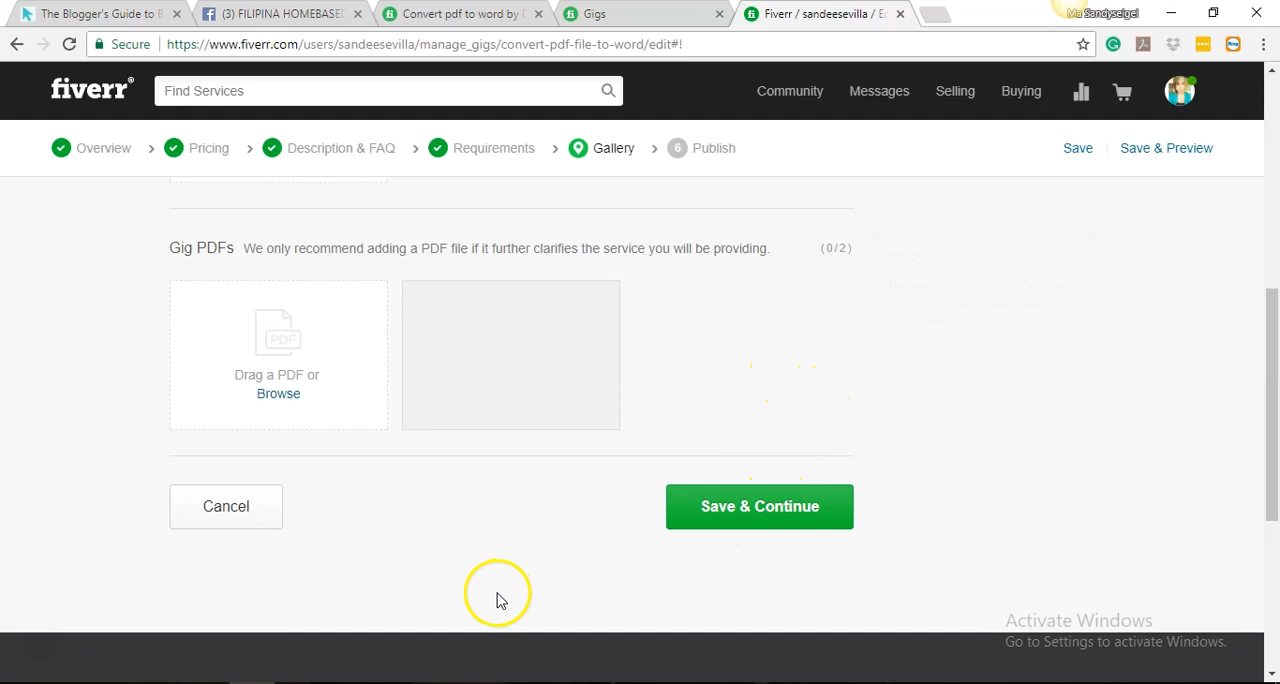 The Blogger's Guide to B
(3) FILIPINA HOMEBASED
Convert pdf to word by
Gigs
Fiverr / sandeesevilla / Ec
Ma Sandyseigel
Secure
https://www.fiverr.com/users/sandeesevilla/manage_gigs/convert-pdf-file-to-word/edit#!
fiverr®
Find Services
Community
Messages
Selling
Buying
Overview
Pricing
Description & FAQ
Requirements
Gallery
6 Publish
Save
Save & Preview
Gig PDFs We only recommend adding a PDF file if it further clarifies the service you will be providing. (0/2)
PDF
Drag a PDF or
Browse
Cancel
Save & Continue
Activate Windows
Go to Settings to activate Windows.